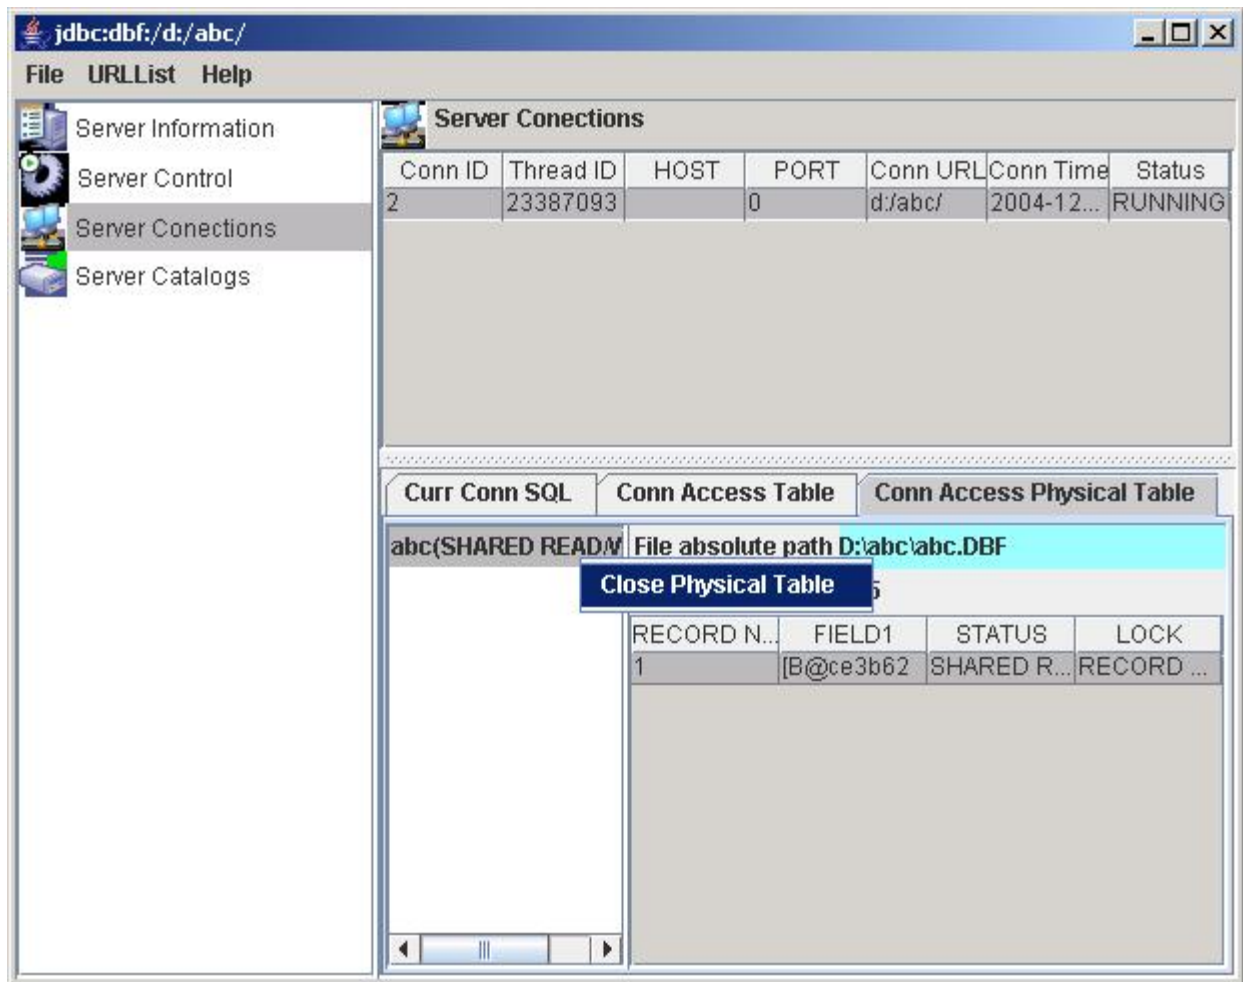 jdbc:dbf:/d:/abc/
File URLList Help
Server Information
Server Control
Server Conections
Server Catalogs
Server Conections
Conn ID Thread ID HOST PORT Conn URL Conn Time Status
2 23387093 0 d:/abc/ 2004-12... RUNNING
Curr Conn SQL Conn Access Table Conn Access Physical Table
abc(SHARED READ/W File absolute path D:\abc\abc.DBF
Close Physical Table
RECORD N... FIELD1 STATUS LOCK
1 [B@ce3b62 SHARED R... RECORD ...